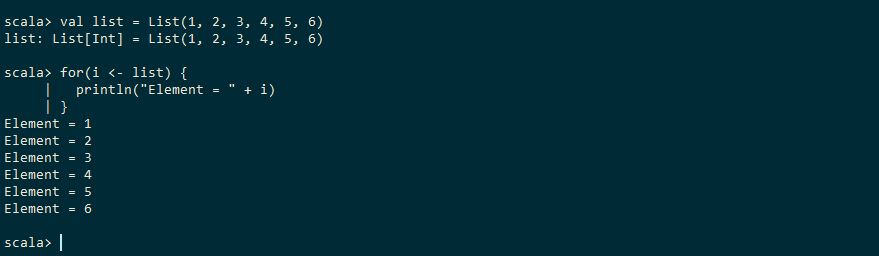 scala> val list = List(1, 2, 3, 4, 5, 6)
list: List[Int] = List(1, 2, 3, 4, 5, 6)
scala> for(i <- list) {
     |   println("Element = " + i)
     | }
Element = 1
Element = 2
Element = 3
Element = 4
Element = 5
Element = 6
scala>